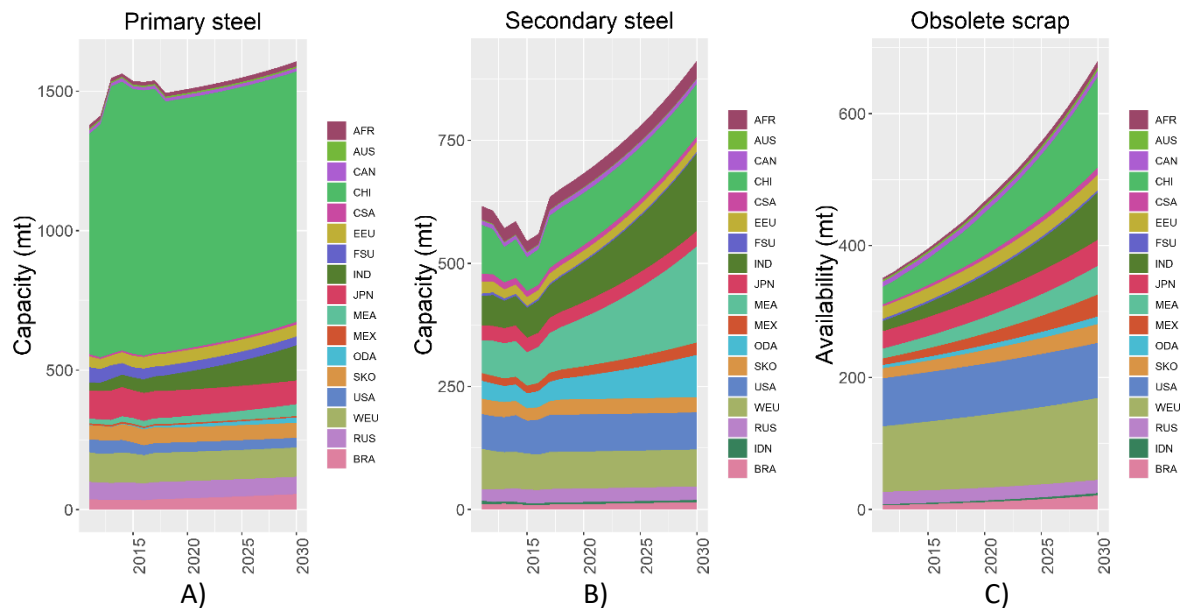 Primary steel
Capacity (mt)
1500
1000
500
0
2015
2020
2025
2030
AFR
AUS
CAN
CHI
CSA
EEU
FSU
IND
JPN
MEA
MEX
ODA
SKO
USA
WEU
RUS
BRA
A)
Secondary steel
Capacity (mt)
750
500
250
0
2015
2020
2025
2030
AFR
AUS
CAN
CHI
CSA
EEU
FSU
IND
JPN
MEA
MEX
ODA
SKO
USA
WEU
RUS
IDN
BRA
B)
Obsolete scrap
Availability (mt)
600
400
200
0
2015
2020
2025
2030
AFR
AUS
CAN
CHI
CSA
EEU
FSU
IND
JPN
MEA
MEX
ODA
SKO
USA
WEU
RUS
IDN
BRA
C)